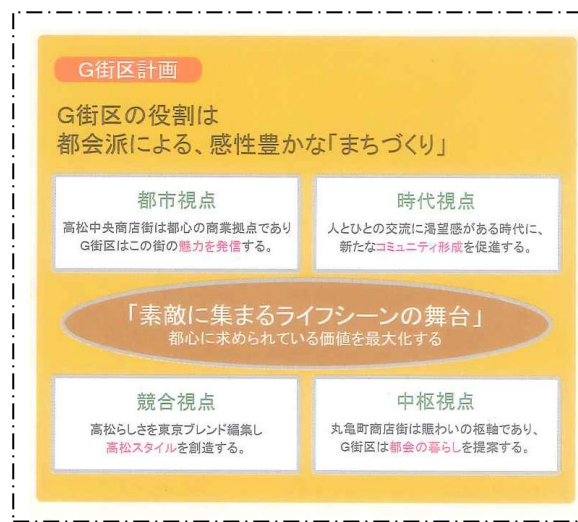 G街区計画
G街区の役割は
都会派による、感性豊かな「まちづくり」
都市視点
高松中央商店街は都心の商業拠点であり
G街区はこの街の魅力を発信する。
時代視点
人とひとの交流に渇望感がある時代に、
新たなコミュニティ形成を促進する。
「素敵に集まるライフシーンの舞台」
都心に求められている価値を最大化する
競合視点
高松らしさを東京ブレンド編集し
高松スタイルを創造する。
中枢視点
丸亀町商店街は賑わいの枢軸であり、
G街区は都会の暮らしを提案する。